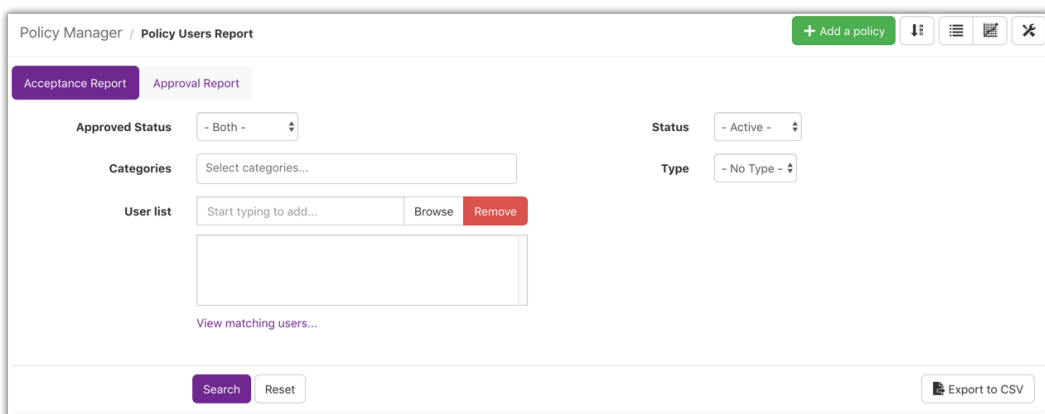 Policy Manager / Policy Users Report
+ Add a policy
Acceptance Report
Approval Report
Approved Status
- Both -
Status
- Active -
Categories
Select categories...
Type
- No Type -
User list
Start typing to add...
Browse
Remove
View matching users...
Search
Reset
Export to CSV